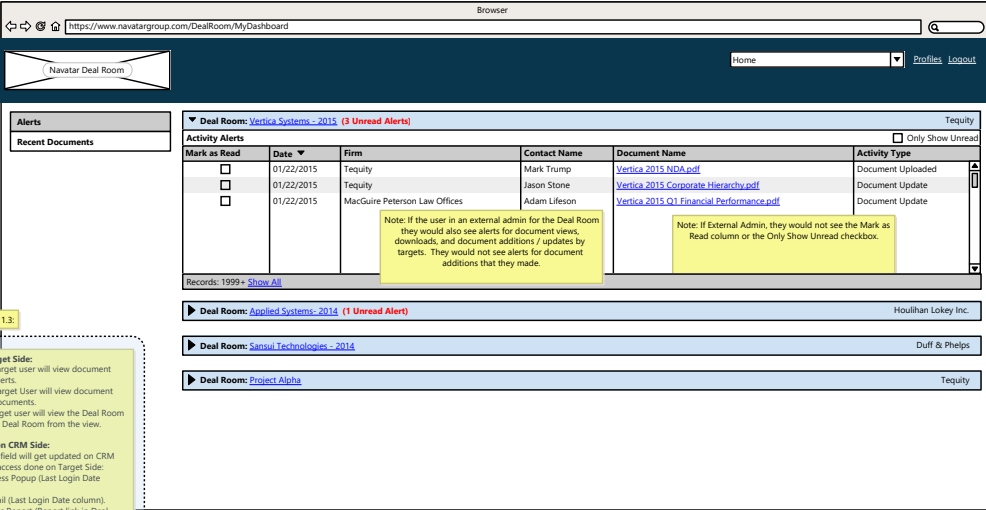 Browser
https://www.navatargroup.com/DealRoom/MyDashboard
Navatar Deal Room
Home
Profiles Logout
Alerts
Recent Documents
Deal Room: Vertica Systems - 2015 (3 Unread Alerts) Tequity
Activity Alerts Only Show Unread
Mark as Read Date Firm Contact Name Document Name Activity Type
01/22/2015 Tequity Mark Trump Vertica 2015 NDA.pdf Document Uploaded
01/22/2015 Tequity Jason Stone Vertica 2015 Corporate Hierarchy.pdf Document Update
01/22/2015 MacGuire Peterson Law Offices Adam Lifeson Vertica 2015 Q1 Financial Performance.pdf Document Update
Note: If the user in an external admin for the Deal Room
they would also see alerts for document views,
downloads, and document additions / updates by
targets. They would not see alerts for document
additions that they made.
Note: If External Admin, they would not see the Mark as
Read column or the Only Show Unread checkbox.
Records: 1999+ Show All
Deal Room: Applied Systems- 2014 (1 Unread Alert) Houlihan Lokey Inc.
Deal Room: Sansui Technologies - 2014 Duff & Phelps
Deal Room: Project Alpha Tequity
1.3:
get Side:
arget user will view document
erts.
arget User will view document
ocuments.
get user will view the Deal Room
Deal Room from the view.
on CRM Side:
field will get updated on CRM
access done on Target Side:
ess Popup (Last Login Date
ail (Last Login Date column).